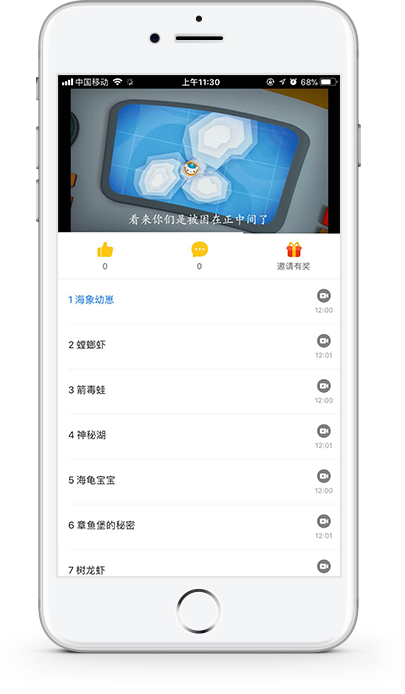 中国移动
上午11:30
68%
看来你们是被困在正中间了
0
0
邀请有奖
1 海象幼崽
12:00
2 螳螂虾
12:01
3 箭毒蛙
12:00
4 神秘湖
12:01
5 海龟宝宝
12:00
6 章鱼堡的秘密
12:01
7 树龙虾